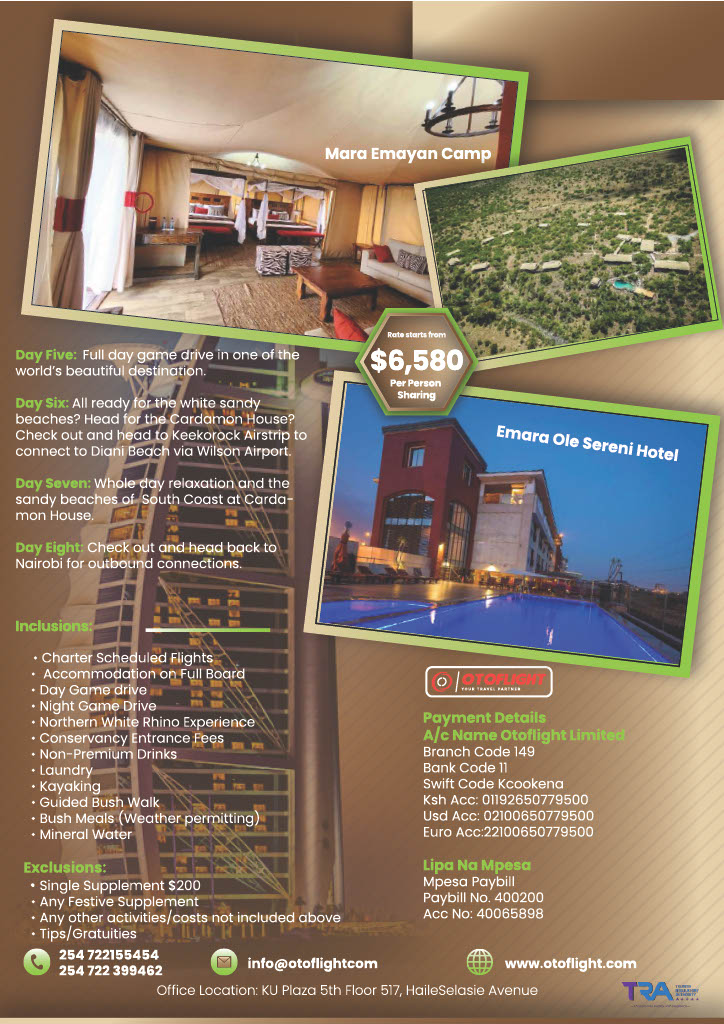 Mara Emayan Camp
Rate starts from
$6,580
Per Person
Sharing
Emara Ole Sereni Hotel
Day Five: Full day game drive in one of the
world's beautiful destination.
Day Six: All ready for the white sandy
beaches? Head for the Cardamon House?
Check out and head to Keekorock Airstrip to
connect to Diani Beach via Wilson Airport.
Day Seven: Whole day relaxation and the
sandy beaches of South Coast at Carda-
mon House.
Day Eight: Check out and head back to
Nairobi for outbound connections.
Inclusions:
• Charter Scheduled Flights
• Accommodation on Full Board
• Day Game drive
• Night Game Drive
• Northern White Rhino Experience
• Conservancy Entrance Fees
• Non-Premium Drinks
• Laundry
• Kayaking
• Guided Bush Walk
• Bush Meals (Weather permitting)
• Mineral Water
Exclusions:
• Single Supplement $200
• Any Festive Supplement
• Any other activities/costs not included above
• Tips/Gratuities
OTOFLIGHT
YOUR TRAVEL PARTNER
Payment Details
A/c Name Otoflight Limited
Branch Code 149
Bank Code 11
Swift Code Kcookena
Ksh Acc: 01192650779500
Usd Acc: 02100650779500
Euro Acc:22100650779500
Lipa Na Mpesa
Mpesa Paybill
Paybill No. 400200
Acc No: 40065898
254 722155454
254 722 399462
info@otoflightcom
www.otoflight.com
Office Location: KU Plaza 5th Floor 517, HaileSelasie Avenue
TRA
TOURISM
REGULATORY
AUTHORITY